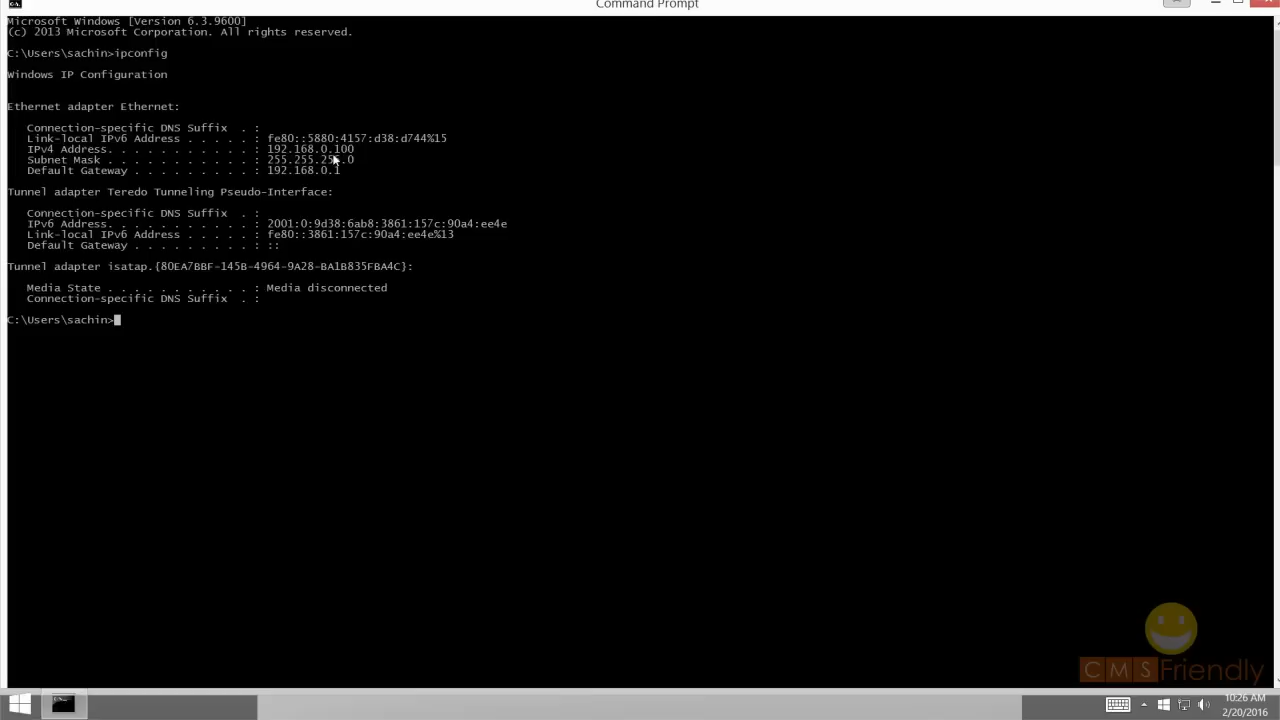 Command Prompt
Microsoft Windows [Version 6.3.9600]
(c) 2013 Microsoft Corporation. All rights reserved.
C:\Users\sachin>ipconfig
Windows IP Configuration
Ethernet adapter Ethernet:
Connection-specific DNS Suffix . :
Link-local IPv6 Address . . . . . : fe80::5880:4157:d38:d744%15
IPv4 Address. . . . . . . . . . . : 192.168.0.100
Subnet Mask . . . . . . . . . . . : 255.255.255.0
Default Gateway . . . . . . . . . : 192.168.0.1
Tunnel adapter Teredo Tunneling Pseudo-Interface:
Connection-specific DNS Suffix . :
IPv6 Address. . . . . . . . . . . : 2001:0:9d38:6ab8:3861:157c:90a4:ee4e
Link-local IPv6 Address . . . . . : fe80::3861:157c:90a4:ee4e%13
Default Gateway . . . . . . . . . : ::
Tunnel adapter isatap.{80EA7BBF-145B-4964-9A28-BA1B835FBA4C}:
Media State . . . . . . . . . . . : Media disconnected
Connection-specific DNS Suffix . :
C:\Users\sachin>
CMSFriendly
10:26 AM
2/20/2016